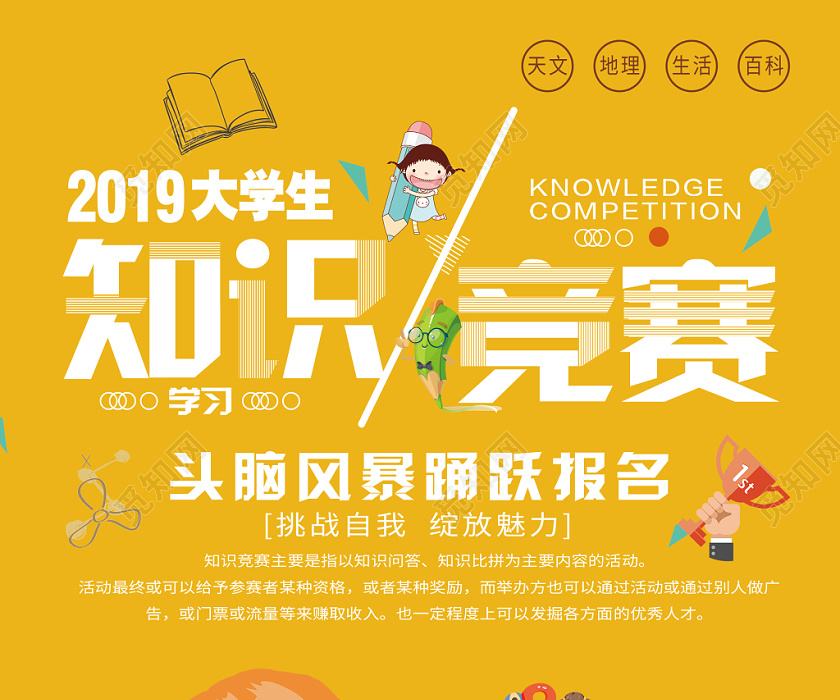 天文 地理 生活 百科
2019大学生
KNOWLEDGE
COMPETITION
知识竞赛
学习
头脑风暴踊跃报名
[挑战自我 绽放魅力]
知识竞赛主要是指以知识问答、知识比拼为主要内容的活动。
活动最终或可以给予参赛者某种资格，或者某种奖励，而举办方也可以通过活动或通过别人做广
告，或门票或流量等来赚取收入。也一定程度上可以发掘各方面的优秀人才。
1st
觅知网